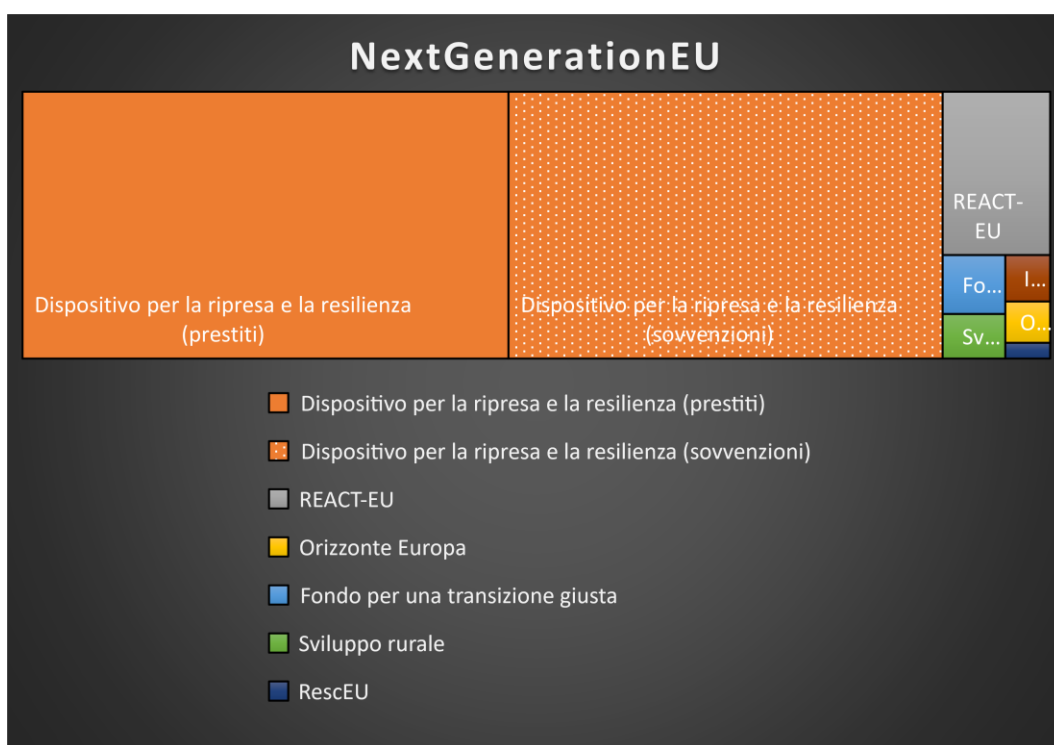 NextGenerationEU
Dispositivo per la ripresa e la resilienza
(prestiti)
Dispositivo per la ripresa e la resilienza
(sovvenzioni)
REACT-
EU
Fo...
I...
Sv...
O...
Dispositivo per la ripresa e la resilienza (prestiti)
Dispositivo per la ripresa e la resilienza (sovvenzioni)
REACT-EU
Orizzonte Europa
Fondo per una transizione giusta
Sviluppo rurale
RescEU